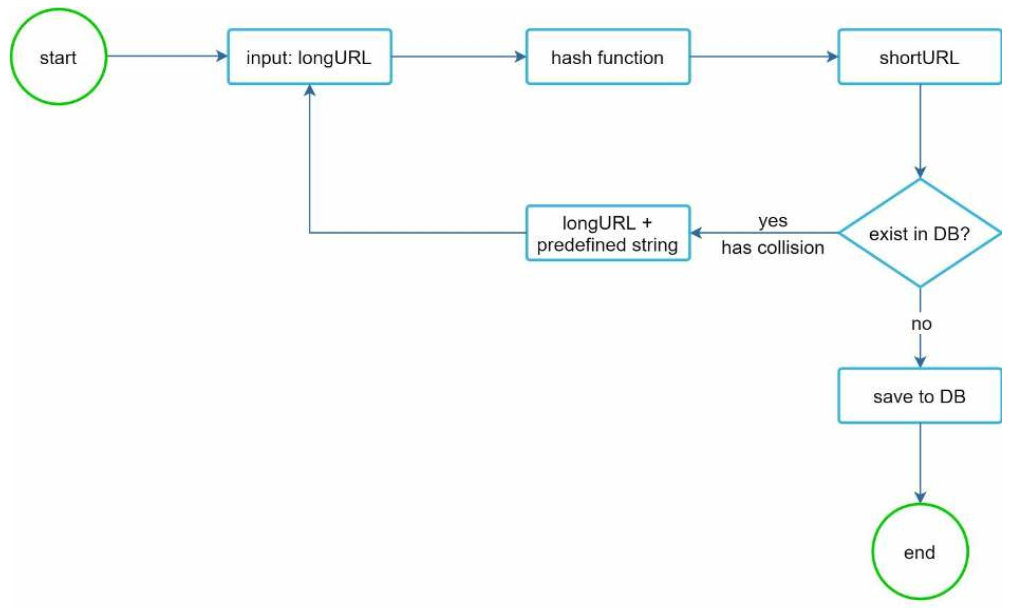 start
input: longURL
hash function
shortURL
longURL +
predefined string
yes
has collision
exist in DB?
no
save to DB
end